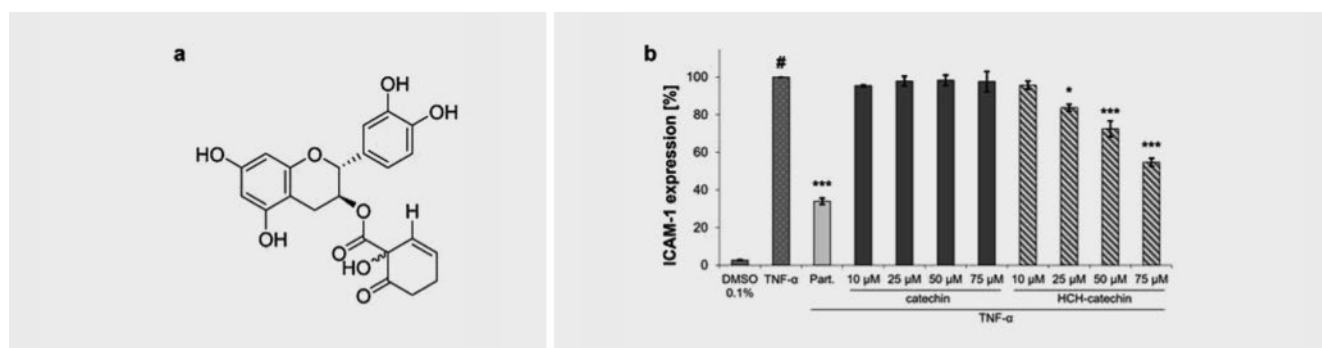 a
OH
OH
HO
O
O
OH
H
O
HO
O
b
ICAM-1 expression [%]
100
80
60
40
20
0
#
***
*
***
***
DMSO 0.1%
TNF-α
Part.
10 µM 25 µM 50 µM 75 µM
10 µM 25 µM 50 µM 75 µM
catechin
HCH-catechin
TNF-α